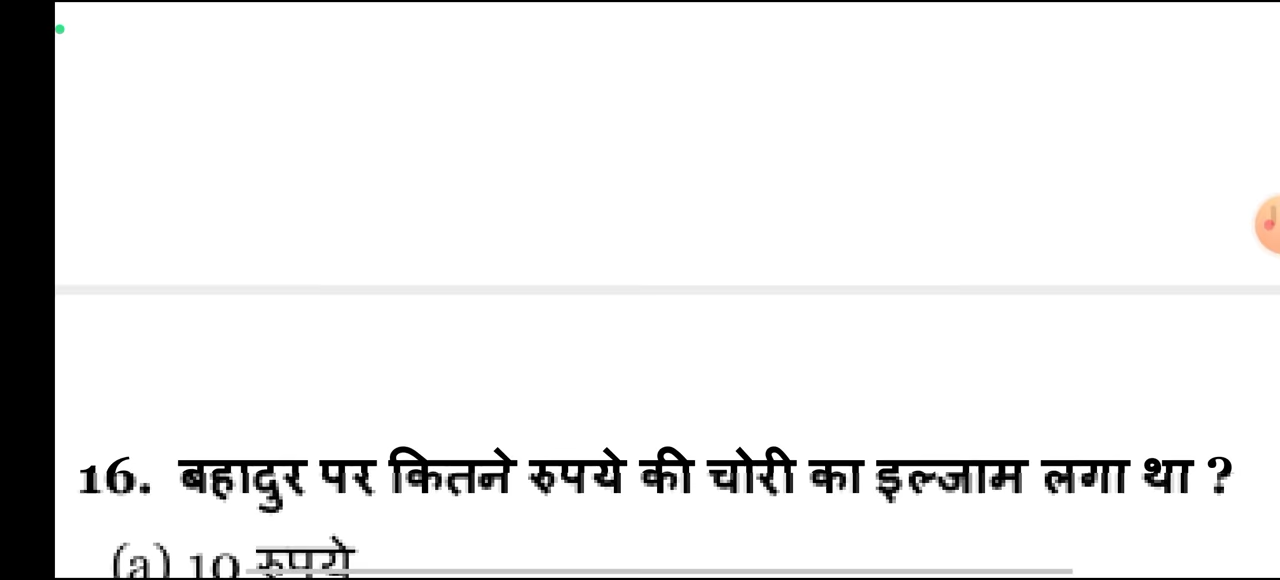 16. बहादुर पर कितने रुपये की चोरी का इल्जाम लगा था ?
(a) 10 रुपये